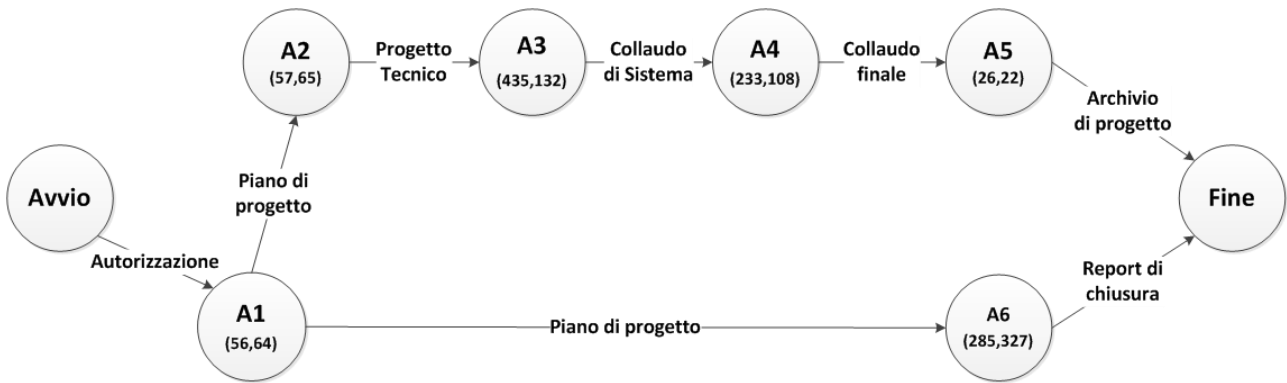 A2
(57,65)
Progetto
Tecnico
A3
(435,132)
Collaudo
di Sistema
A4
(233,108)
Collaudo
finale
A5
(26,22)
Archivio
di progetto
Avvio
Piano di
progetto
Fine
Autorizzazione
A1
(56,64)
Piano di progetto
A6
(285,327)
Report di
chiusura